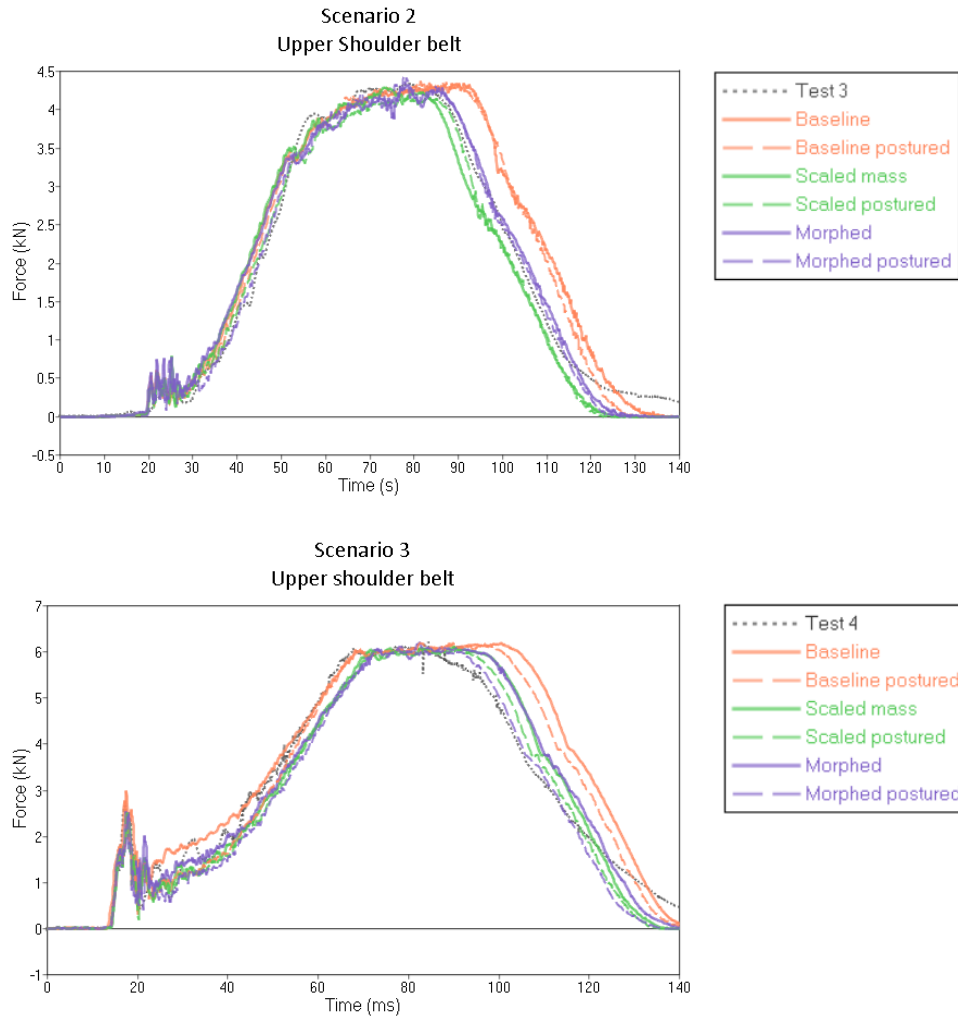 Scenario 2
Upper Shoulder belt
4.5
4
3.5
3
2.5
2
1.5
1
0.5
0
-0.5
Force (kN)
0 10 20 30 40 50 60 70 80 90 100 110 120 130 140
Time (s)
Test 3
Baseline
Baseline postured
Scaled mass
Scaled postured
Morphed
Morphed postured
Scenario 3
Upper shoulder belt
7
6
5
4
3
2
1
0
-1
Force (kN)
0 20 40 60 80 100 120 140
Time (ms)
Test 4
Baseline
Baseline postured
Scaled mass
Scaled postured
Morphed
Morphed postured